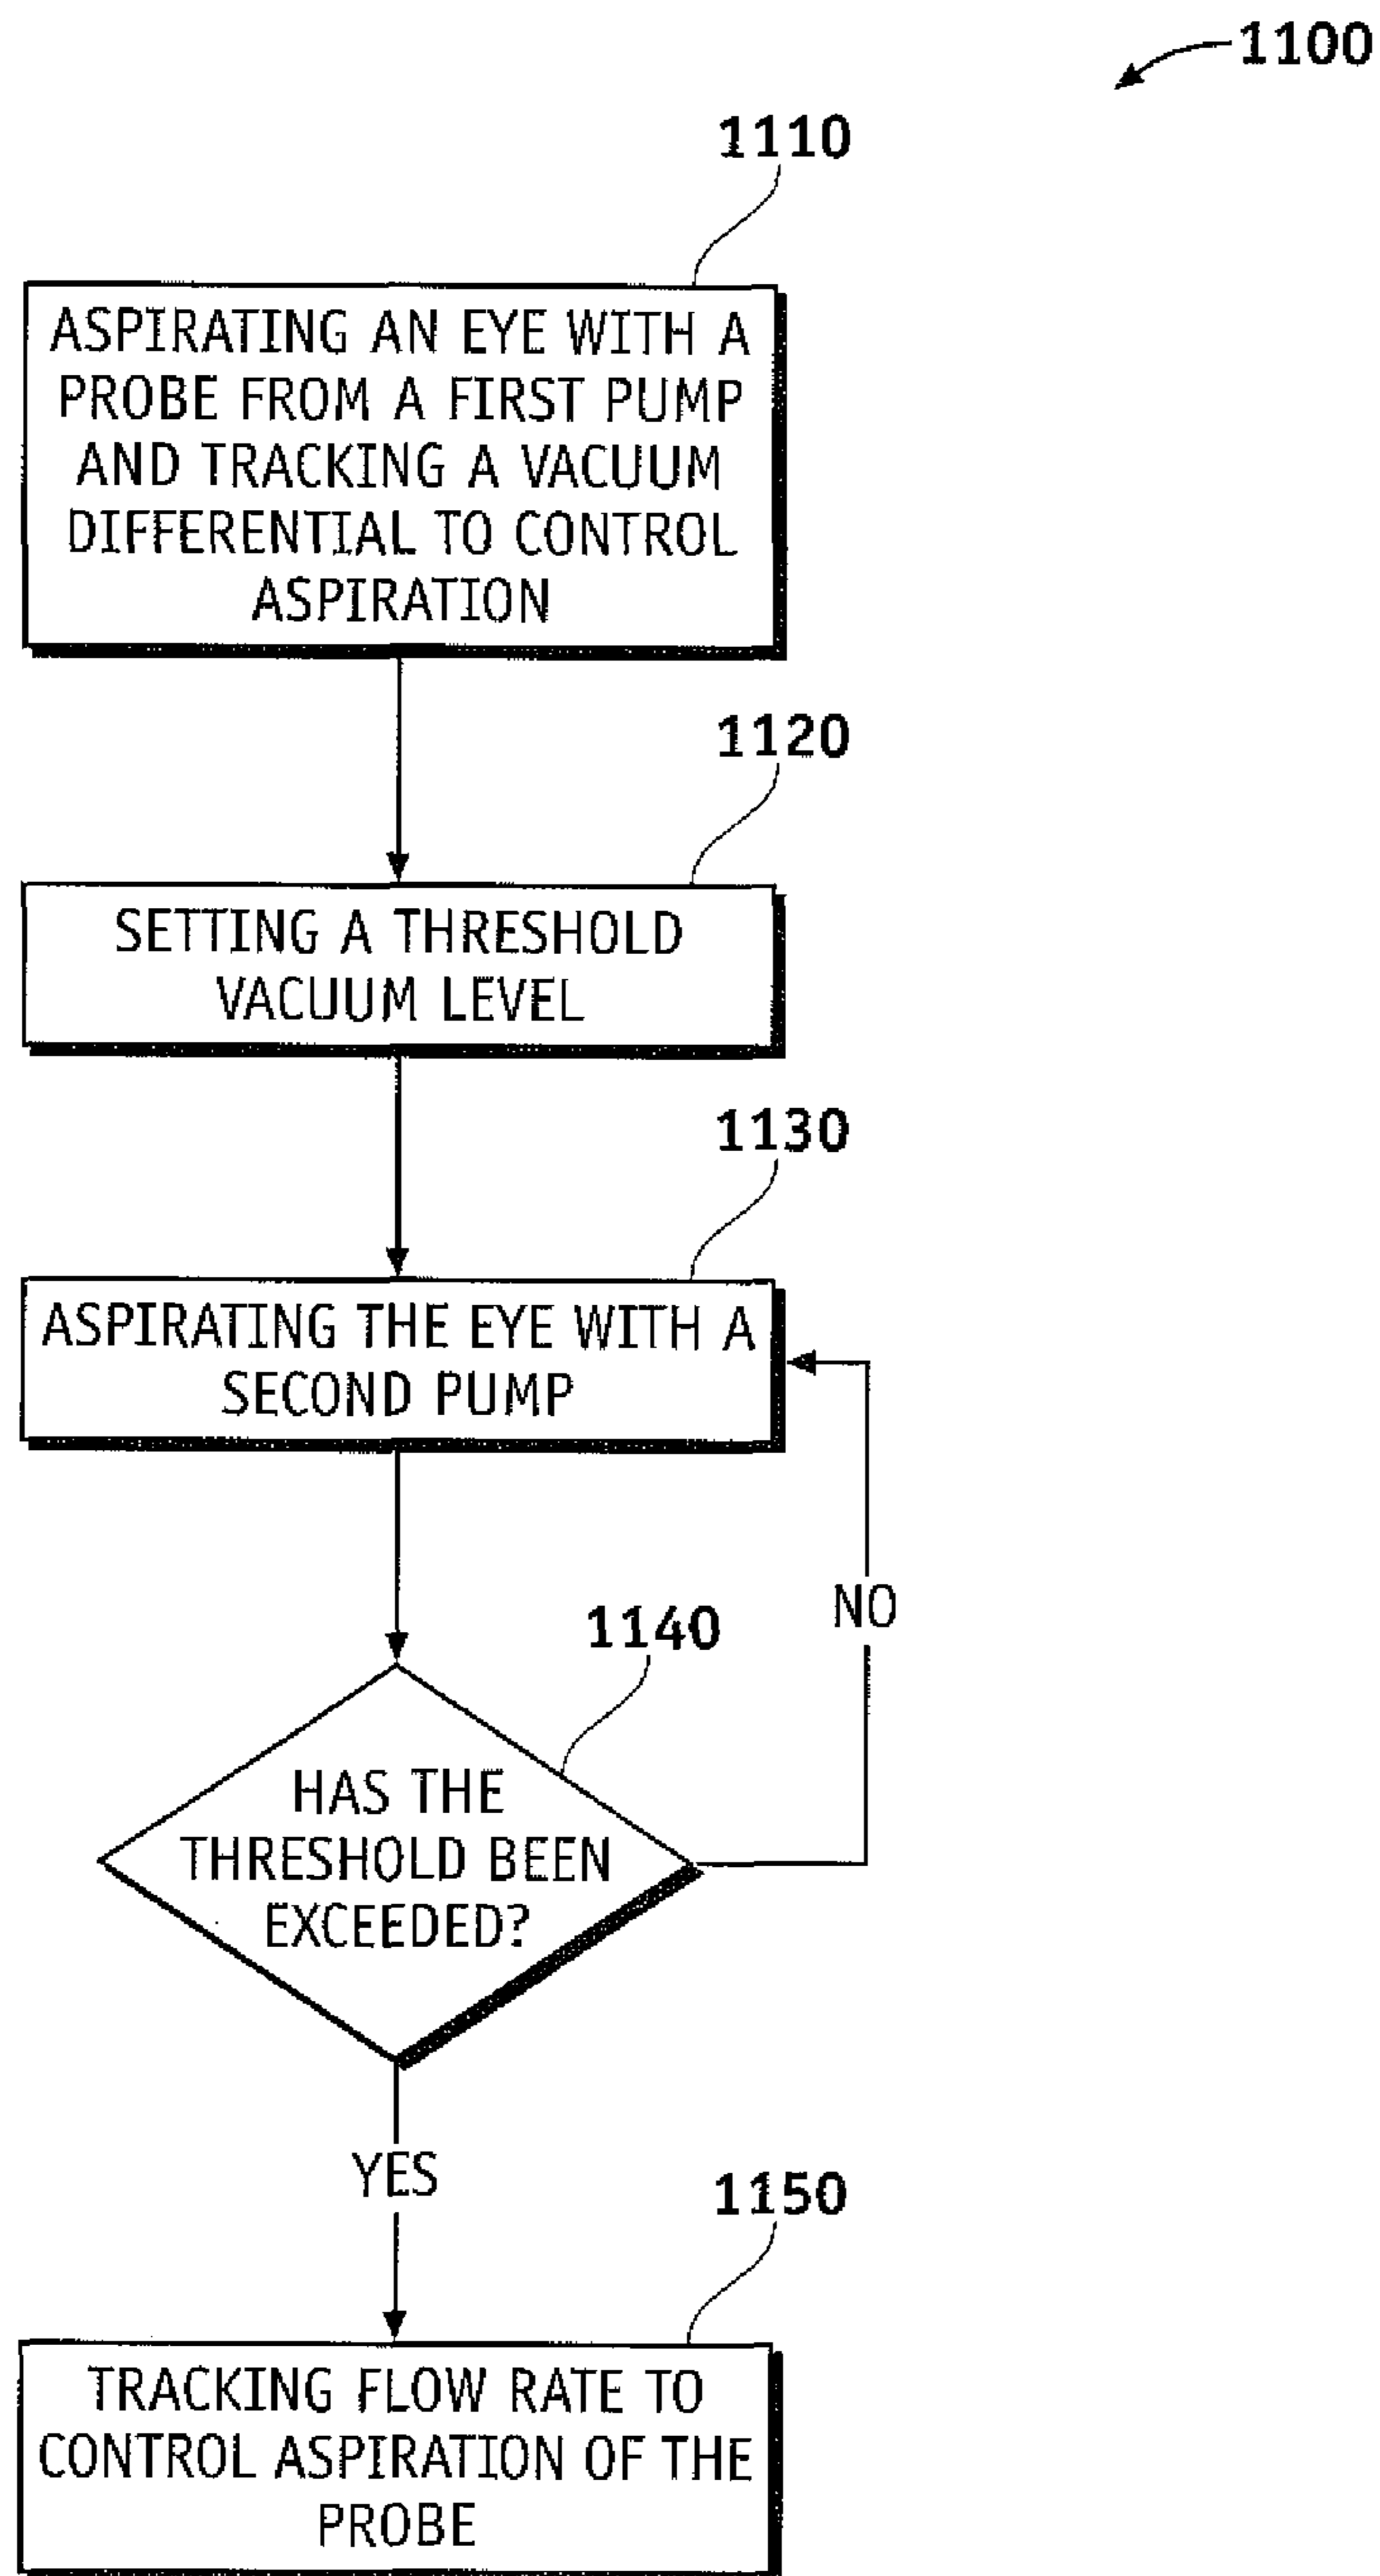 1100
1110
ASPIRATING AN EYE WITH A
PROBE FROM A FIRST PUMP
AND TRACKING A VACUUM
DIFFERENTIAL TO CONTROL
ASPIRATION
1120
SETTING A THRESHOLD
VACUUM LEVEL
1130
ASPIRATING THE EYE WITH A
SECOND PUMP
1140
NO
HAS THE
THRESHOLD BEEN
EXCEEDED?
YES
1150
TRACKING FLOW RATE TO
CONTROL ASPIRATION OF THE
PROBE